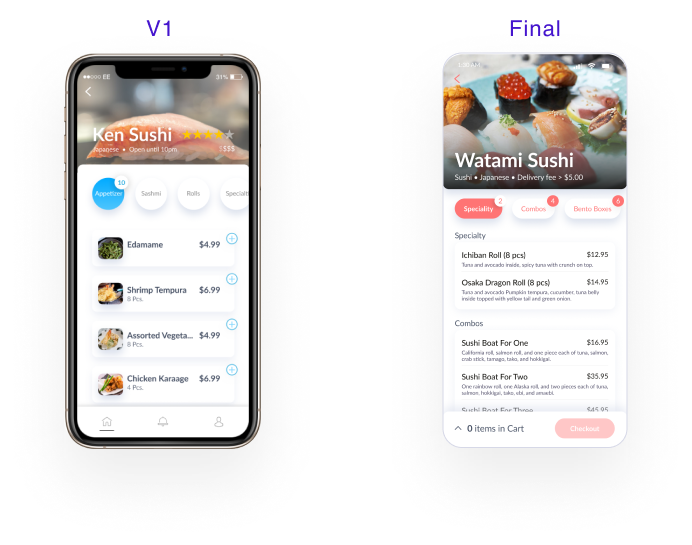 V1
Final
EE
31%
Ken Sushi
Japanese • Open until 10pm
$$$
10
Appetizer
Sashmi
Rolls
Specialt
Edamame
$4.99
Shrimp Tempura
$6.99
8 Pcs.
Assorted Vegeta...
$4.99
8 Pcs.
Chicken Karaage
$6.99
4 Pcs.
Watami Sushi
Sushi • Japanese • Delivery fee > $5.00
Speciality
2
Combos
4
Bento Boxes
6
Specialty
Ichiban Roll (8 pcs)
$12.95
Tuna and avocado inside, spicy tuna with crunch on top.
Osaka Dragon Roll (8 pcs)
$14.95
Tuna and avocado Pumpkin tempura, cucumber, tuna belly
inside topped with yellow tail and green onion.
Combos
Sushi Boat For One
$16.95
California roll, salmon roll, and one piece each of tuna, salmon,
crab stick, tamago, tako, and hokkigai.
Sushi Boat For Two
$35.95
One rainbow roll, one Alaska roll, and two pieces each of tuna,
salmon, hokkigai, tako, ebi, and amaebi.
Sushi Boat For Three
$45.95
0 items in Cart
Checkout